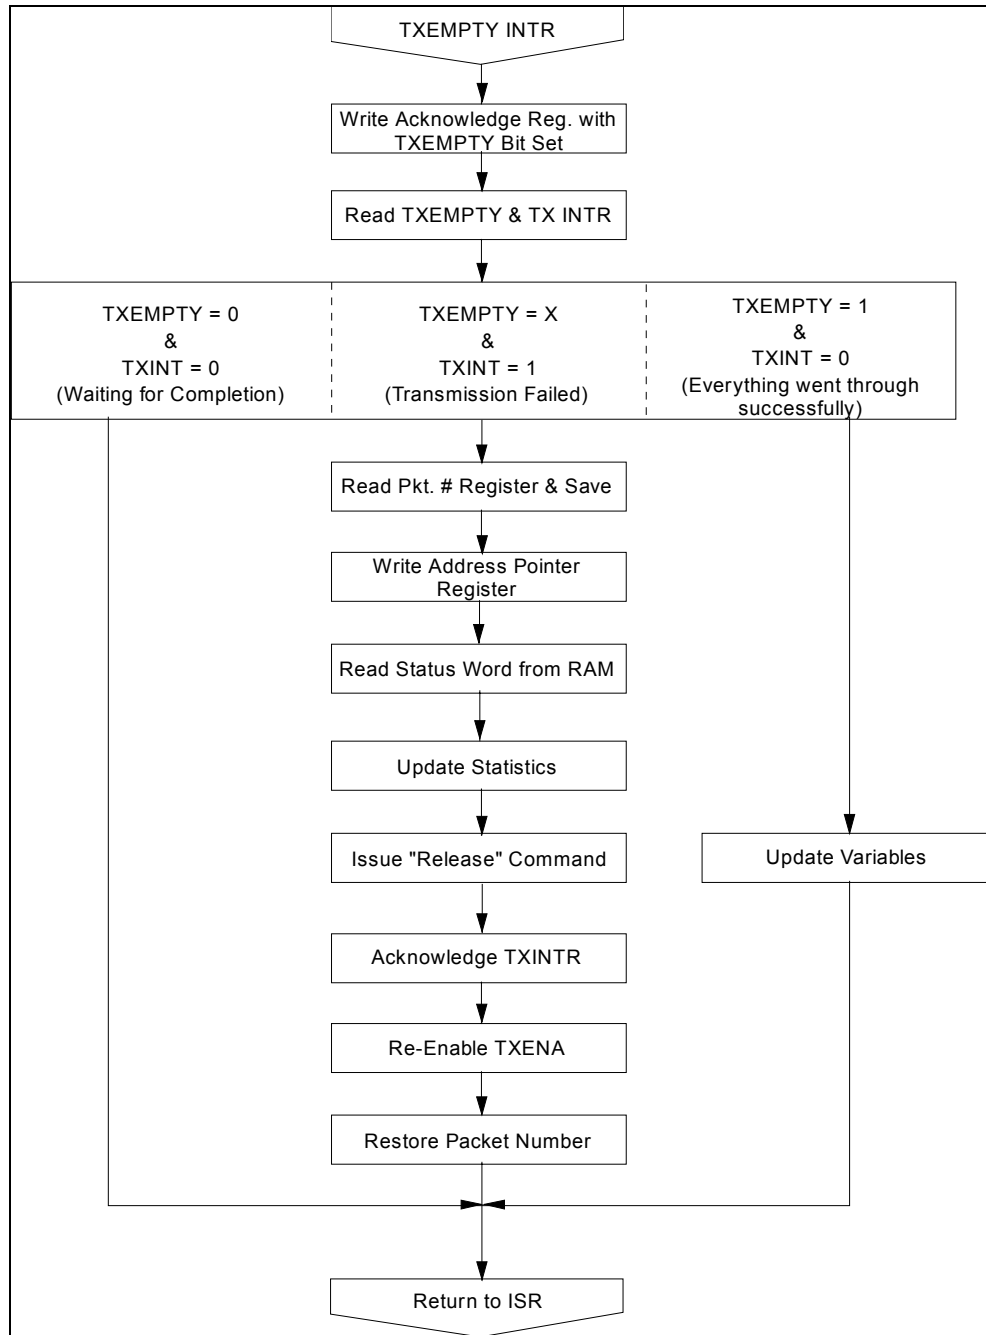 TXEMPTY INTR
Write Acknowledge Reg. with
TXEMPTY Bit Set
Read TXEMPTY & TX INTR
TXEMPTY = 0
&
TXINT = 0
(Waiting for Completion)
TXEMPTY = X
&
TXINT = 1
(Transmission Failed)
TXEMPTY = 1
&
TXINT = 0
(Everything went through
successfully)
Read Pkt. # Register & Save
Write Address Pointer
Register
Read Status Word from RAM
Update Statistics
Issue "Release" Command
Update Variables
Acknowledge TXINTR
Re-Enable TXENA
Restore Packet Number
Return to ISR